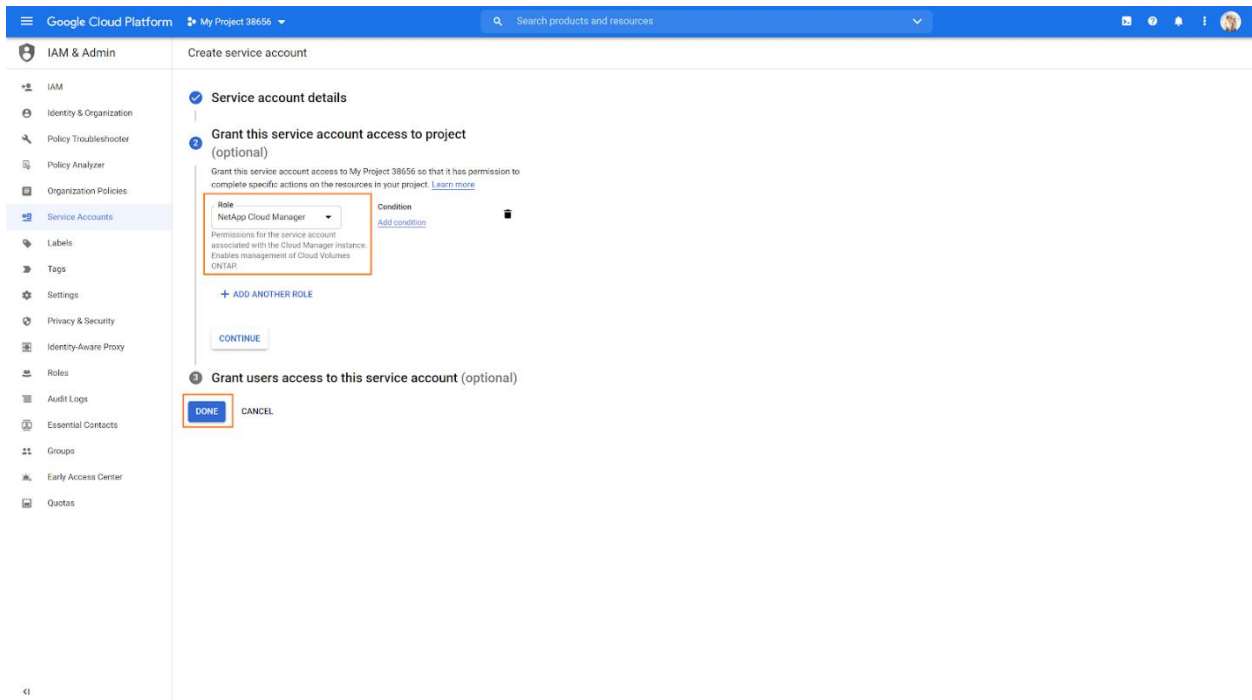 Google Cloud Platform
My Project 38656
Search products and resources
IAM & Admin
Create service account
IAM
Identity & Organization
Policy Troubleshooter
Policy Analyzer
Organization Policies
Service Accounts
Labels
Tags
Settings
Privacy & Security
Identity-Aware Proxy
Roles
Audit Logs
Essential Contacts
Groups
Early Access Center
Quotas
Service account details
2
Grant this service account access to project
(optional)
Grant this service account access to My Project 38656 so that it has permission to
complete specific actions on the resources in your project. Learn more
Role
NetApp Cloud Manager
Permissions for the service account
associated with the Cloud Manager instance.
Enables management of Cloud Volumes
ONTAP.
Condition
Add condition
+ ADD ANOTHER ROLE
CONTINUE
3 Grant users access to this service account (optional)
DONE CANCEL